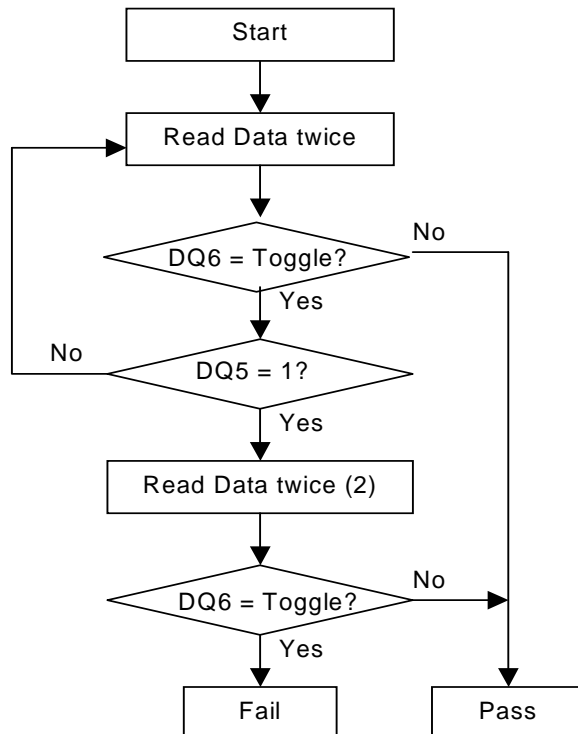 Start
Read Data twice
DQ6 = Toggle?
No
Yes
No
DQ5 = 1?
Yes
Read Data twice (2)
DQ6 = Toggle?
No
Yes
Fail
Pass